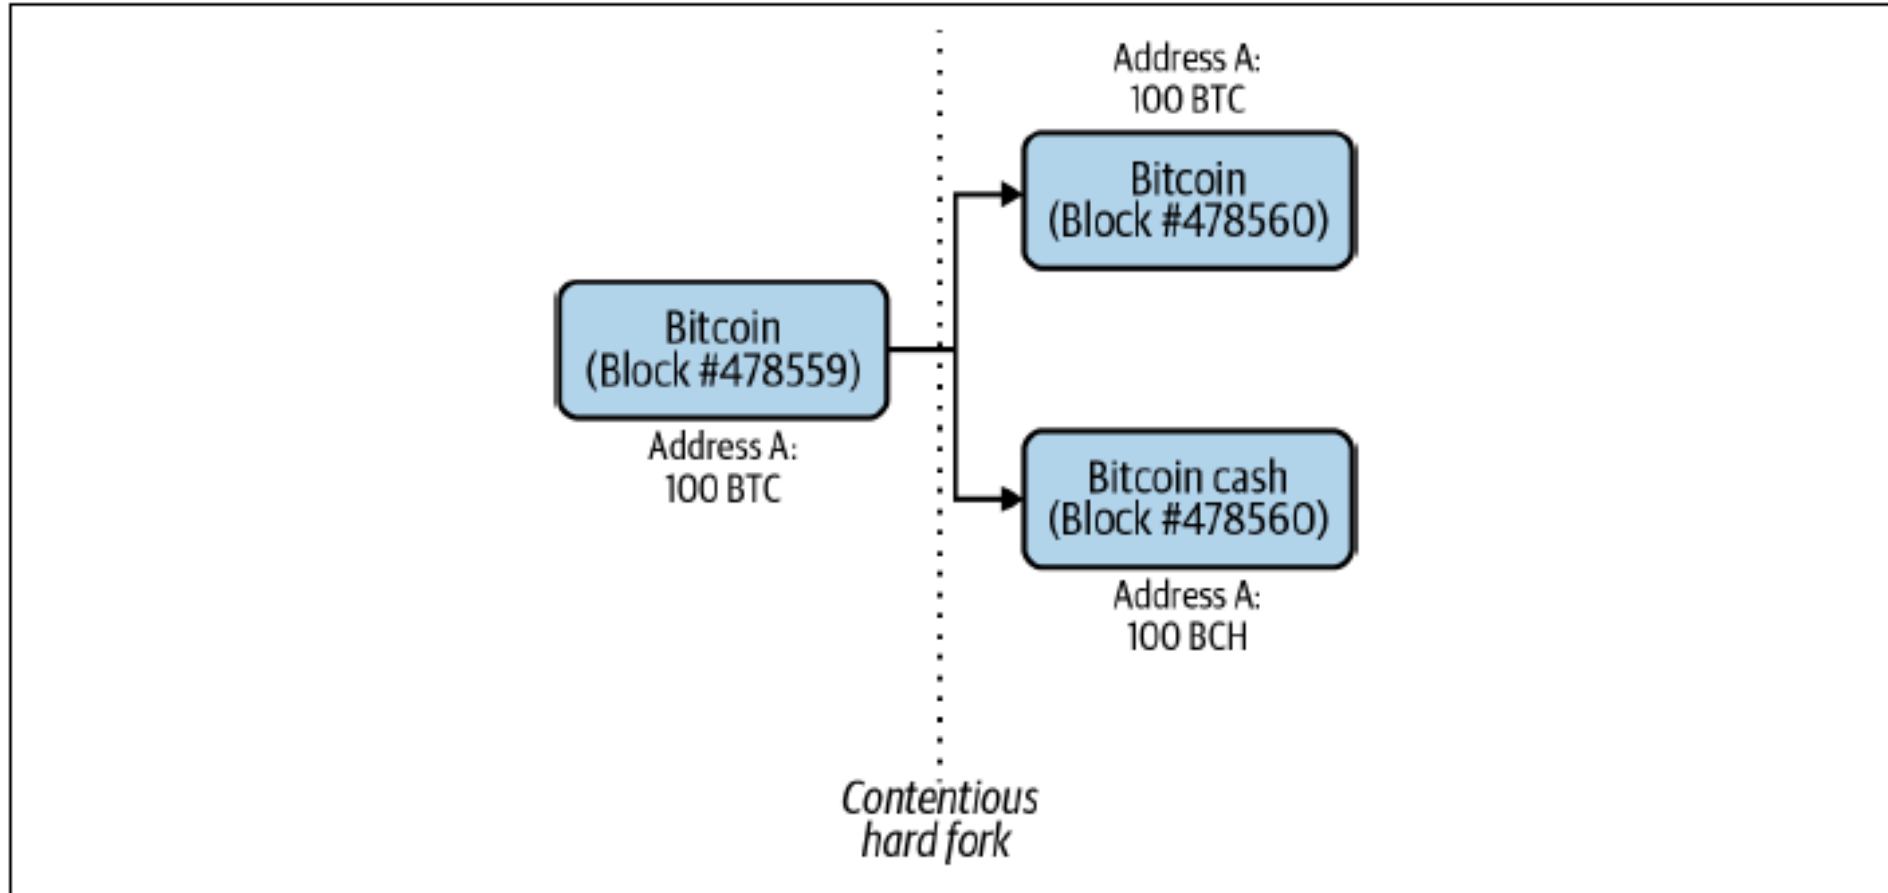 Address A:
100 BTC
Bitcoin
(Block #478560)
Bitcoin
(Block #478559)
Address A:
100 BTC
Bitcoin cash
(Block #478560)
Address A:
100 BCH
Contentious
hard fork